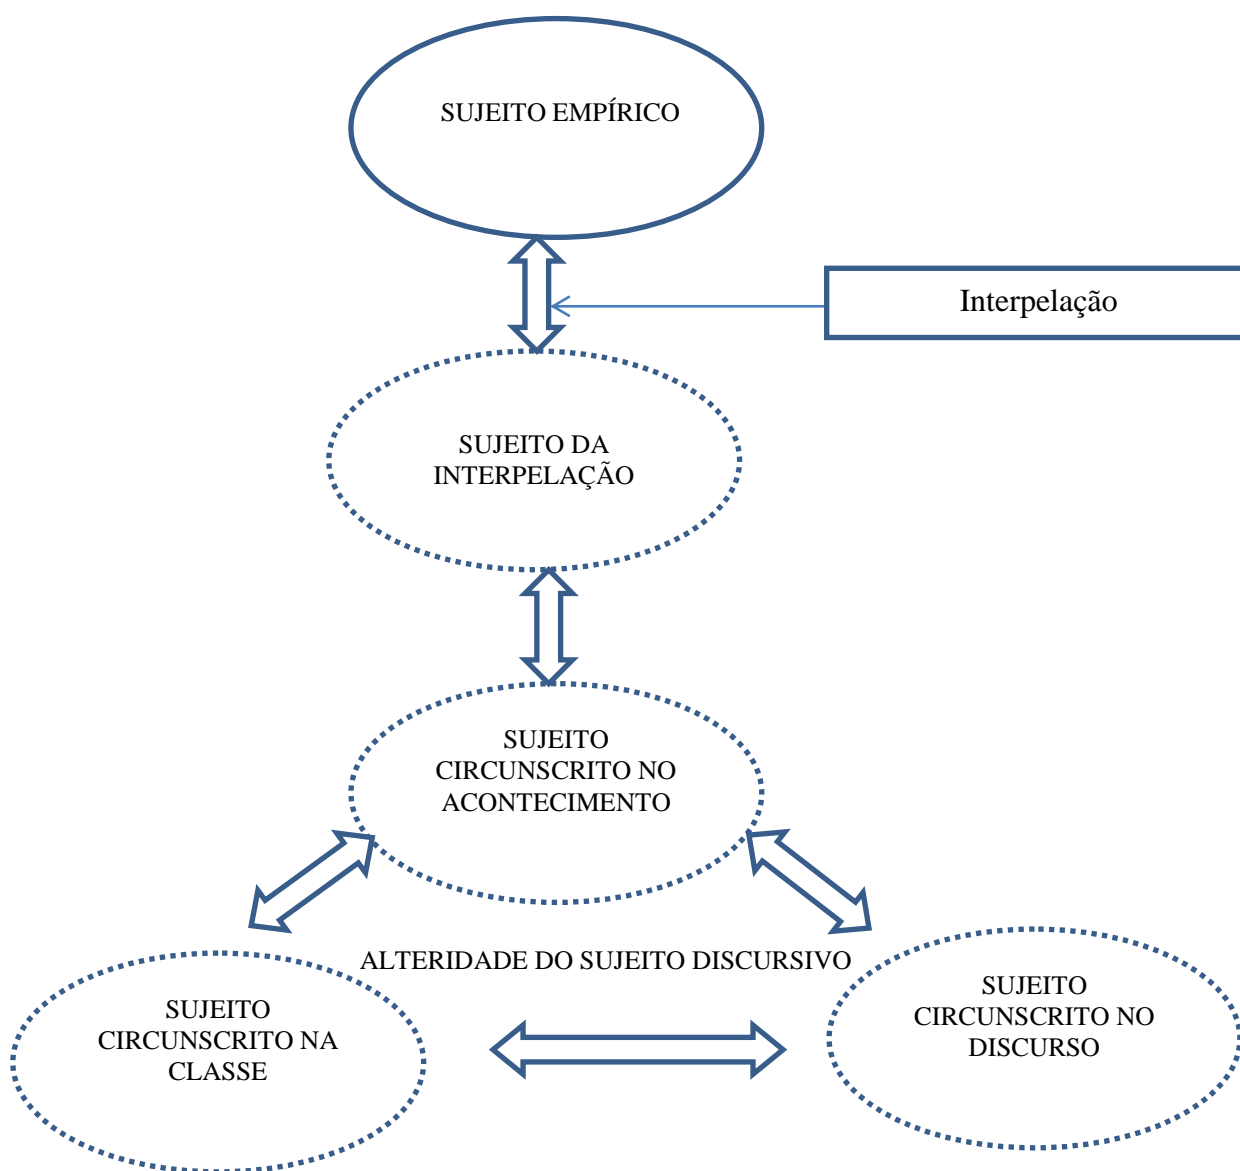 SUJEITO EMPÍRICO
Interpelação
SUJEITO DA
INTERPELAÇÃO
SUJEITO
CIRCUNSCRITO NO
ACONTECIMENTO
ALTERIDADE DO SUJEITO DISCURSIVO
SUJEITO
CIRCUNSCRITO NA
CLASSE
SUJEITO
CIRCUNSCRITO NO
DISCURSO